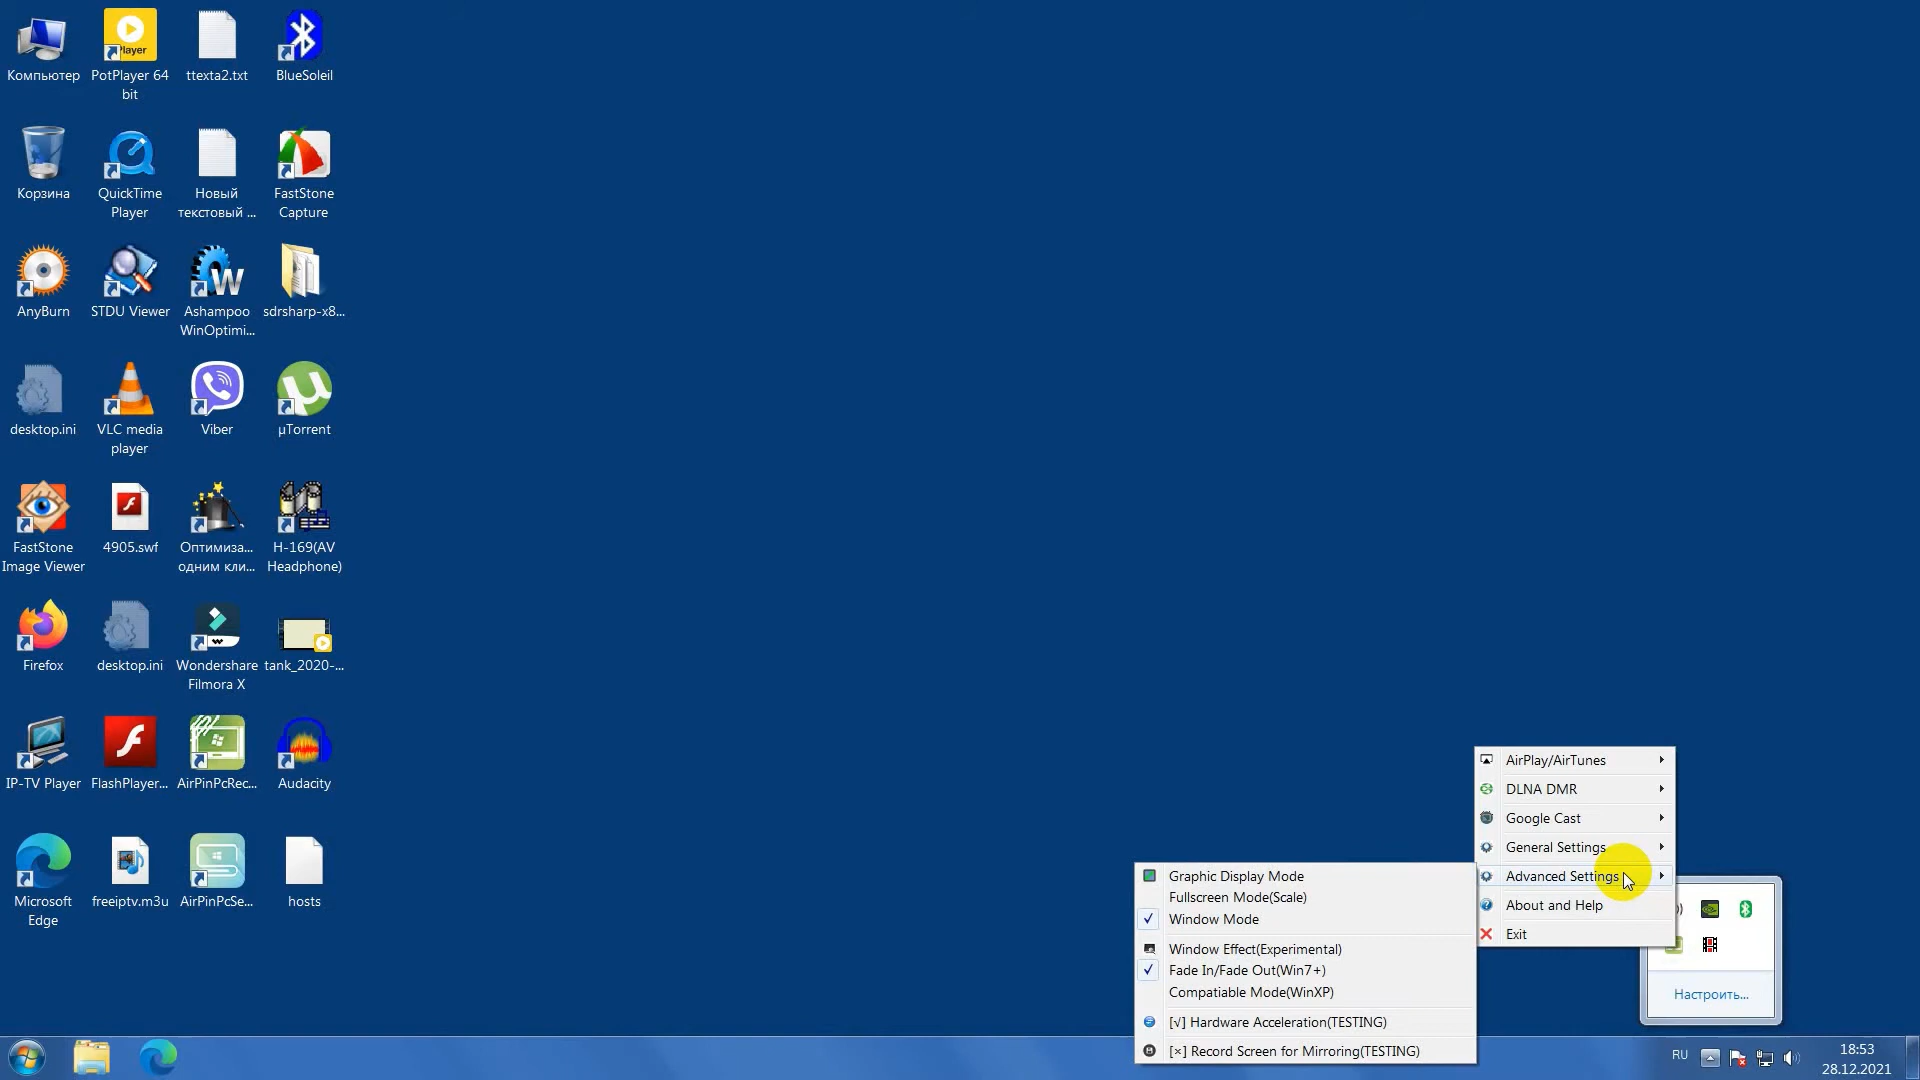 Компьютер
PotPlayer 64
bit
ttexta2.txt
BlueSoleil
Корзина
QuickTime
Player
Новый
текстовый ...
FastStone
Capture
AnyBurn
STDU Viewer
Ashampoo
WinOptimi...
sdrsharp-x8...
desktop.ini
VLC media
player
Viber
µTorrent
FastStone
Image Viewer
4905.swf
Оптимиза...
одним кли...
H-169(AV
Headphone)
Firefox
desktop.ini
Wondershare
Filmora X
tank_2020-...
IP-TV Player
FlashPlayer...
AirPinPcRec...
Audacity
Microsoft
Edge
freeiptv.m3u
AirPinPcSe...
hosts
AirPlay/AirTunes
DLNA DMR
Google Cast
General Settings
Advanced Settings
About and Help
Exit
Graphic Display Mode
Fullscreen Mode(Scale)
Window Mode
Window Effect(Experimental)
Fade In/Fade Out(Win7+)
Compatiable Mode(WinXP)
[√] Hardware Acceleration(TESTING)
[×] Record Screen for Mirroring(TESTING)
Настроить...
RU
18:53
28.12.2021